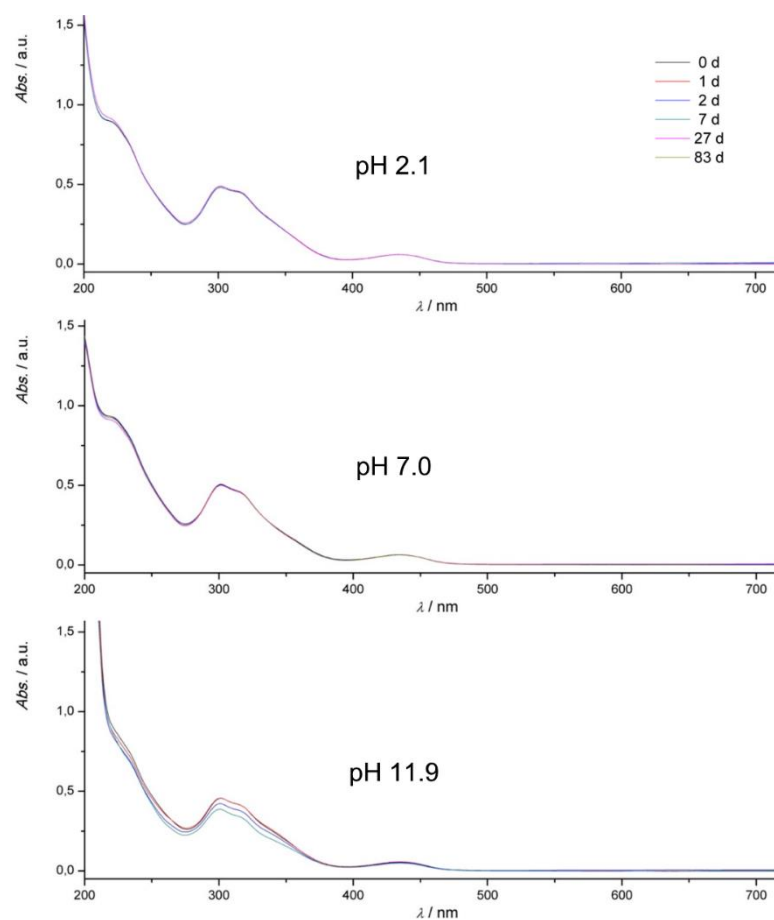 Abs. / a.u.
1,5
1,0
0,5
0,0
0 d
1 d
2 d
7 d
27 d
83 d
pH 2.1
200 300 400 500 600 700
λ / nm
Abs. / a.u.
1,5
1,0
0,5
0,0
pH 7.0
200 300 400 500 600 700
λ / nm
Abs. / a.u.
1,5
1,0
0,5
0,0
pH 11.9
200 300 400 500 600 700
λ / nm